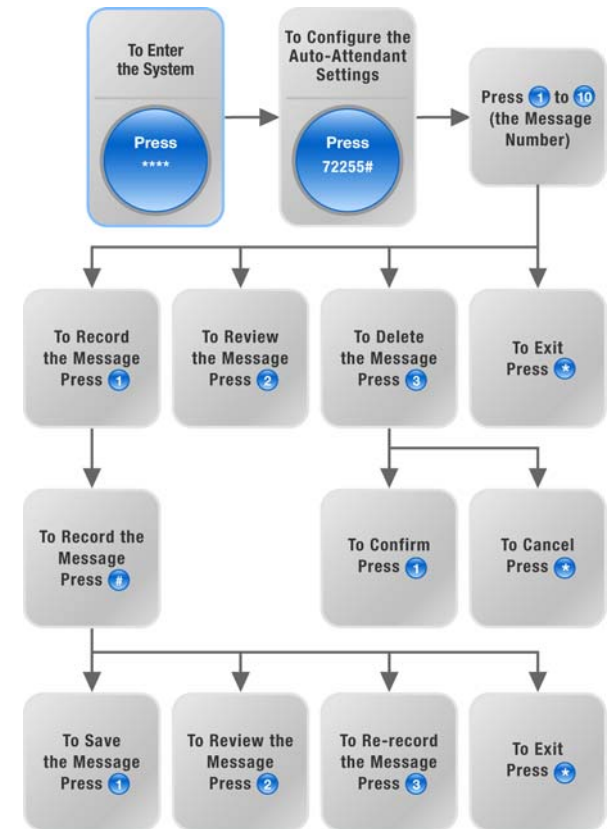 To Enter
the System
Press
****
To Configure the
Auto-Attendant
Settings
Press
72255#
Press 1 to 10
(the Message
Number)
To Record
the Message
Press 1
To Review
the Message
Press 2
To Delete
the Message
Press 3
To Exit
Press *
To Record the
Message
Press #
To Confirm
Press 1
To Cancel
Press *
To Save
the Message
Press 1
To Review the
Message
Press 2
To Re-record
the Message
Press 3
To Exit
Press *